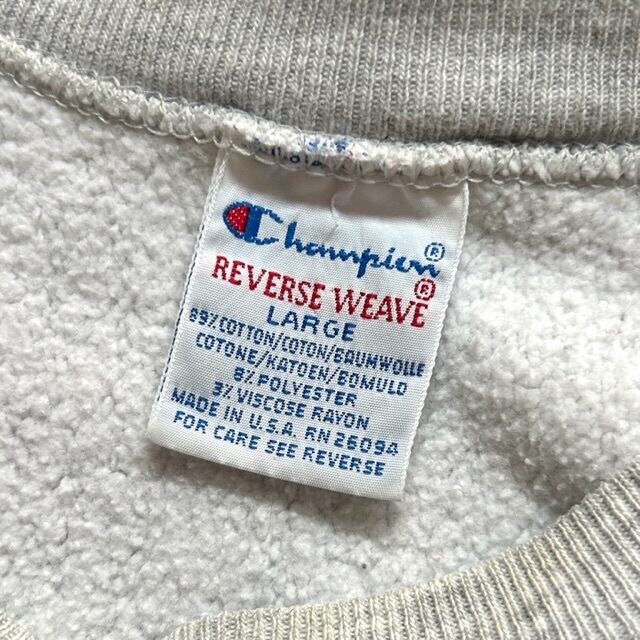 Champion®
REVERSE WEAVE®
LARGE
89% COTTON/COTON/BAUMWOLLE
COTONE/KATOEN/BOMULD
8% POLYESTER
3% VISCOSE RAYON
MADE IN U.S.A. RN 26094
FOR CARE SEE REVERSE